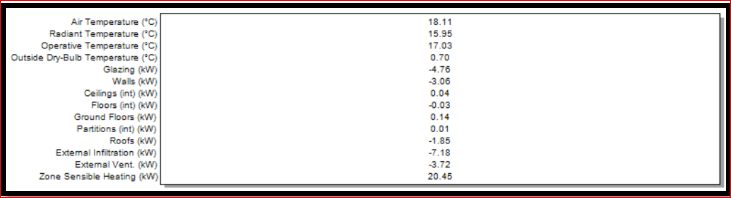 Air Temperature (°C) 18.11
Radiant Temperature (°C) 15.95
Operative Temperature (°C) 17.03
Outside Dry-Bulb Temperature (°C) 0.70
Glazing (kW) -4.76
Walls (kW) -3.06
Ceilings (int) (kW) 0.04
Floors (int) (kW) -0.03
Ground Floors (kW) 0.14
Partitions (int) (kW) 0.01
Roofs (kW) -1.85
External Infiltration (kW) -7.18
External Vent. (kW) -3.72
Zone Sensible Heating (kW) 20.45